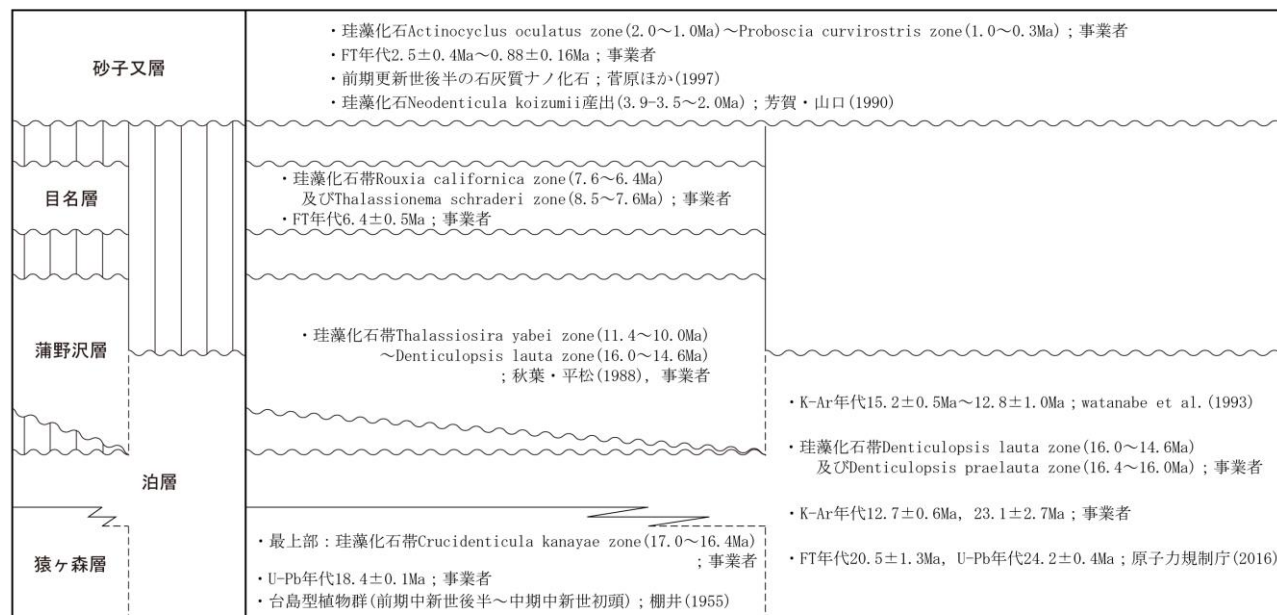 砂子又層
・珪藻化石Actinocyclus oculatus zone(2.0～1.0Ma)～Proboscia curvirostris zone(1.0～0.3Ma)；事業者
・FT年代2.5±0.4Ma～0.88±0.16Ma；事業者
・前期更新世後半の石灰質ナノ化石；菅原ほか(1997)
・珪藻化石Neodenticula koizumii産出(3.9-3.5～2.0Ma)；芳賀・山口(1990)
目名層
・珪藻化石帯Rouxia californica zone(7.6～6.4Ma)
及びThalassionema schraderi zone(8.5～7.6Ma)；事業者
・FT年代6.4±0.5Ma；事業者
蒲野沢層
・珪藻化石帯Thalassiosira yabei zone(11.4～10.0Ma)
～Denticulopsis lauta zone(16.0～14.6Ma)
；秋葉・平松(1988)，事業者
泊層
・K-Ar年代15.2±0.5Ma～12.8±1.0Ma；watanabe et al.(1993)
・珪藻化石帯Denticulopsis lauta zone(16.0～14.6Ma)
及びDenticulopsis praelauta zone(16.4～16.0Ma)；事業者
・K-Ar年代12.7±0.6Ma，23.1±2.7Ma；事業者
・FT年代20.5±1.3Ma，U-Pb年代24.2±0.4Ma；原子力規制庁(2016)
猿ヶ森層
・最上部：珪藻化石帯Crucidenticula kanayae zone(17.0～16.4Ma)
；事業者
・U-Pb年代18.4±0.1Ma；事業者
・台島型植物群(前期中新世後半～中期中新世初頭)；棚井(1955)